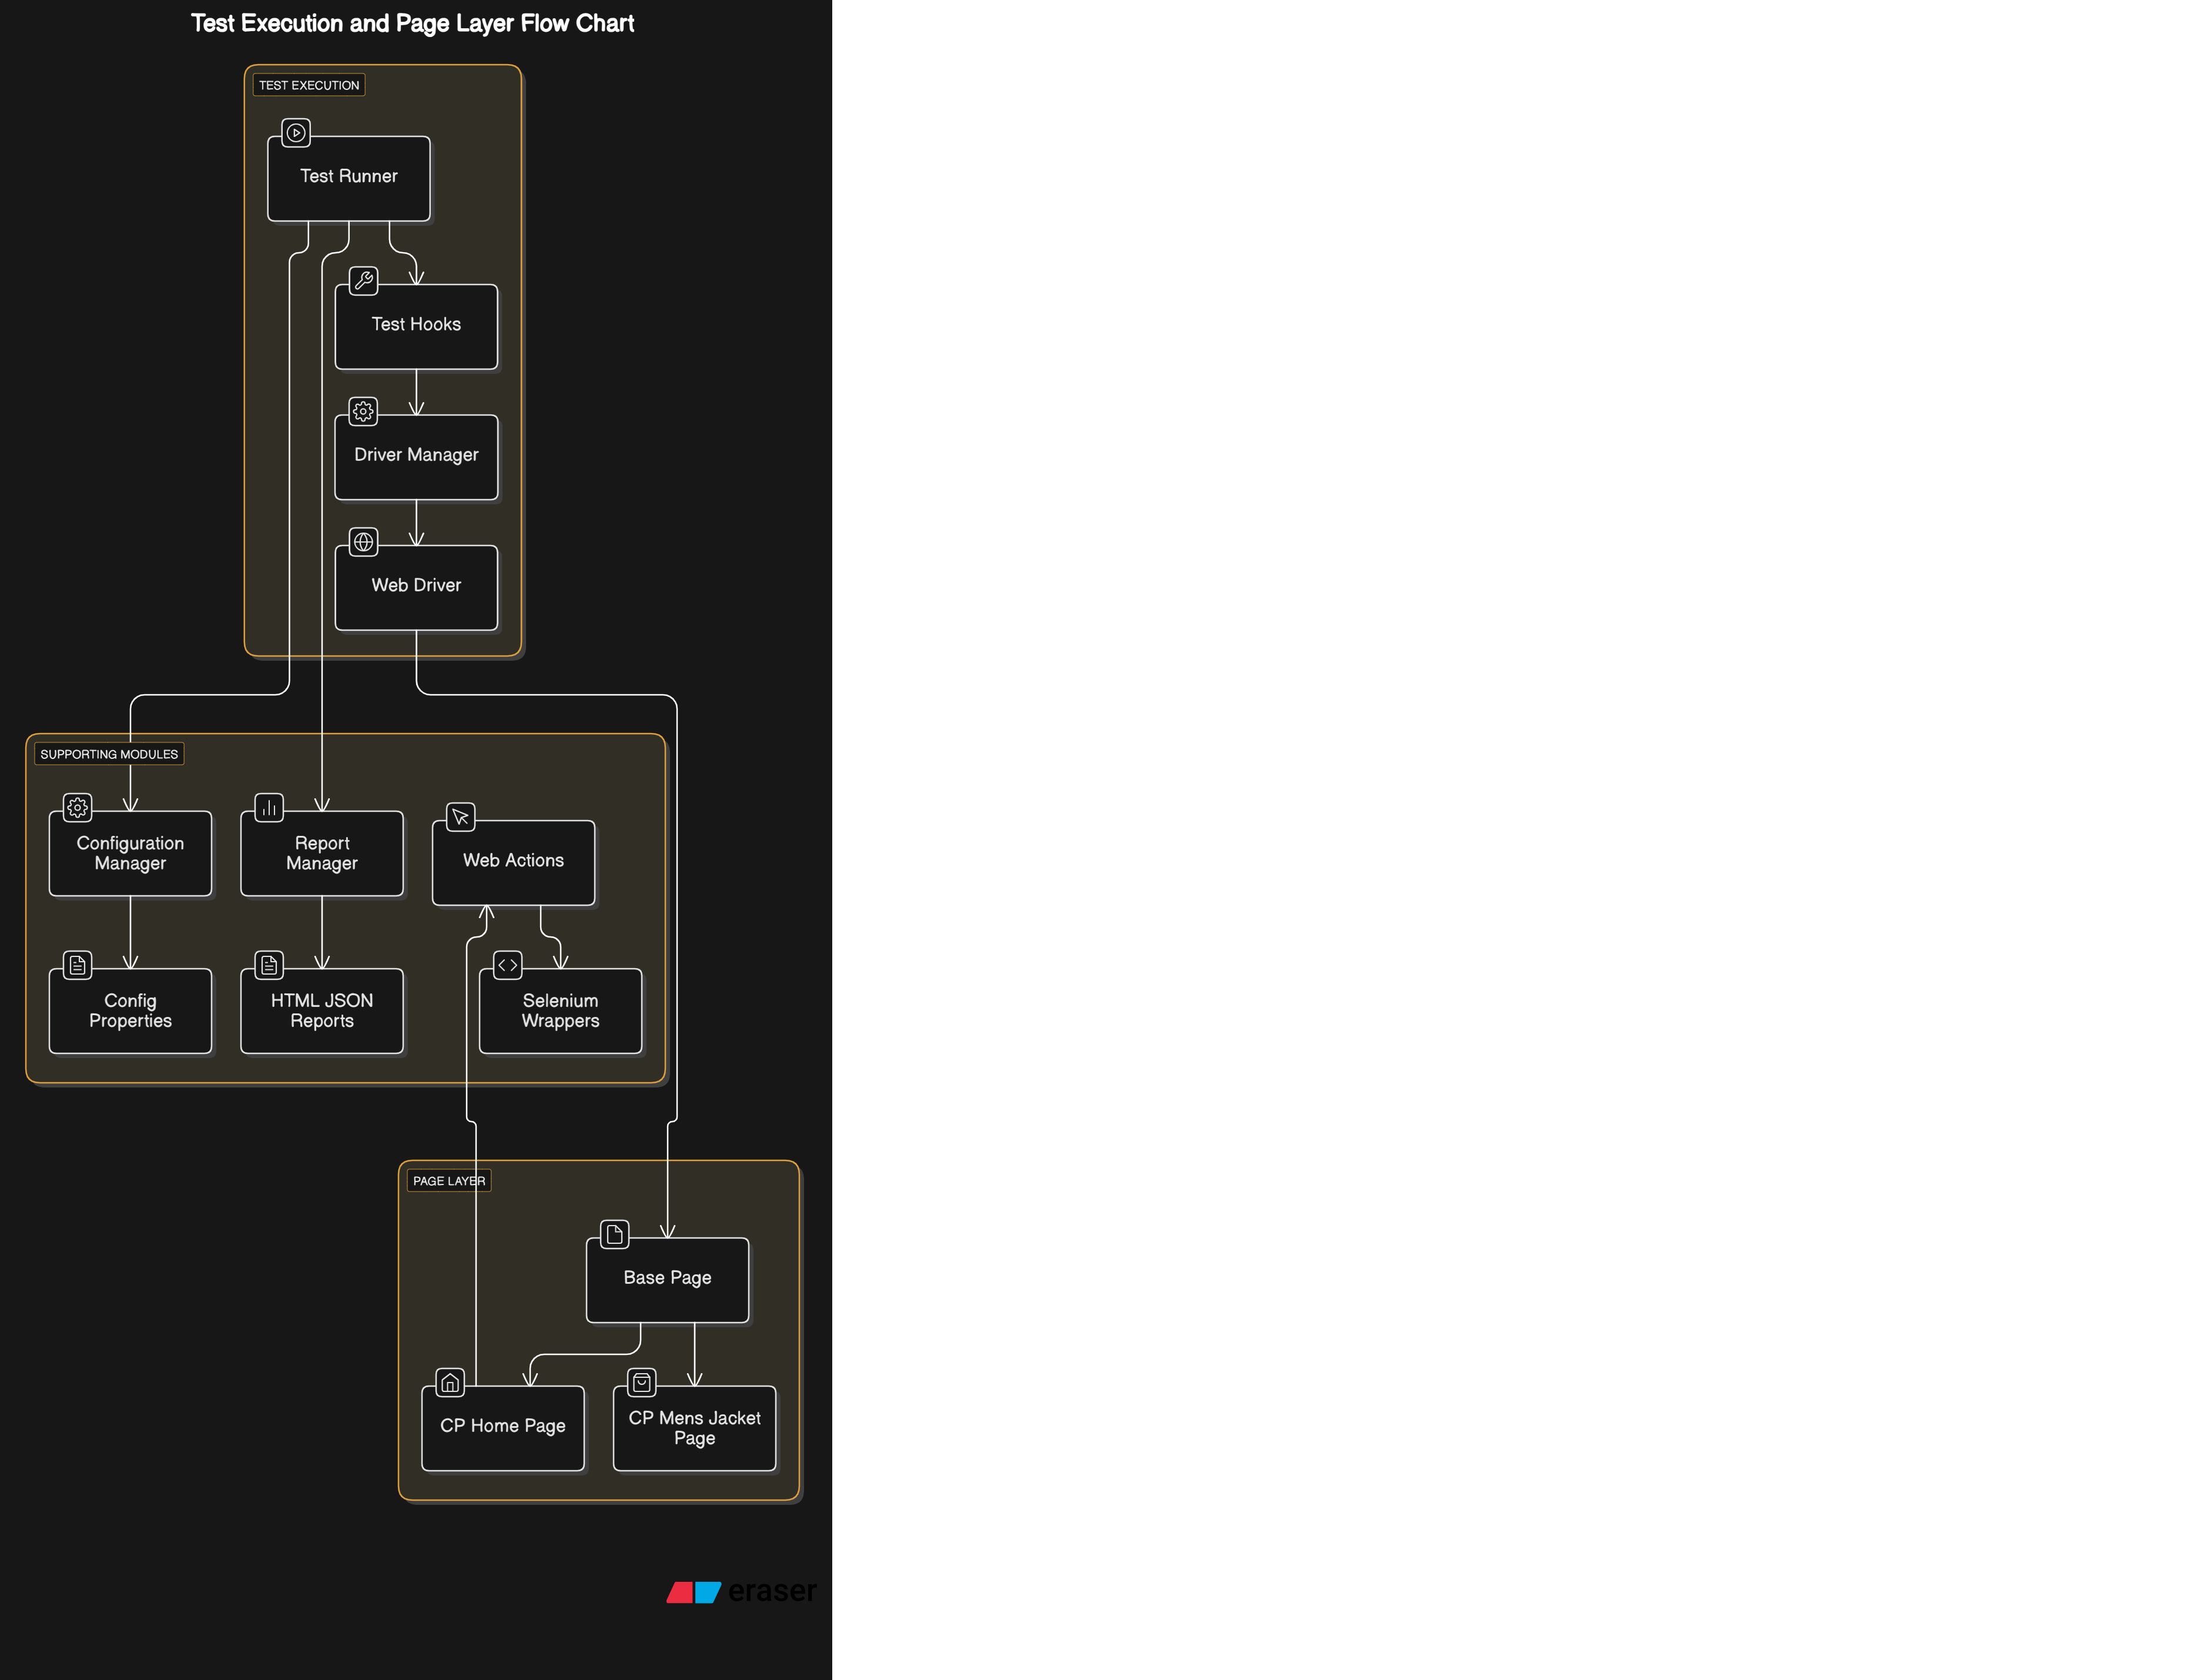 Test Execution and Page Layer Flow Chart
TEST EXECUTION
Test Runner
Test Hooks
Driver Manager
Web Driver
SUPPORTING MODULES
Configuration
Manager
Report
Manager
Web Actions
Config
Properties
HTML JSON
Reports
Selenium
Wrappers
PAGE LAYER
Base Page
CP Home Page
CP Mens Jacket
Page
eraser